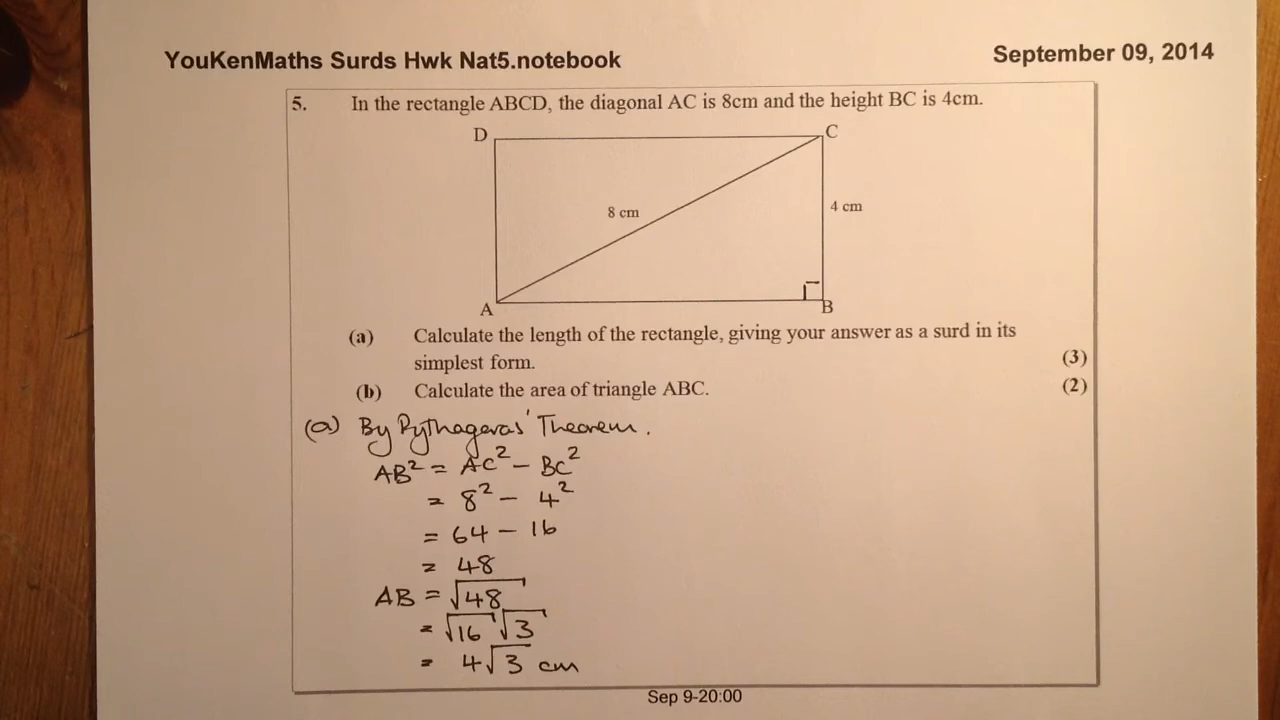 YouKenMaths Surds Hwk Nat5.notebook
September 09, 2014
5. In the rectangle ABCD, the diagonal AC is 8cm and the height BC is 4cm.
D
C
8 cm
4 cm
A
B
(a) Calculate the length of the rectangle, giving your answer as a surd in its
simplest form. (3)
(b) Calculate the area of triangle ABC. (2)
(a) By Pythagoras' Theorem.
AB² = AC² − BC²
= 8² − 4²
= 64 − 16
= 48
AB = √48
= √16 √3
= 4√3 cm
Sep 9-20:00